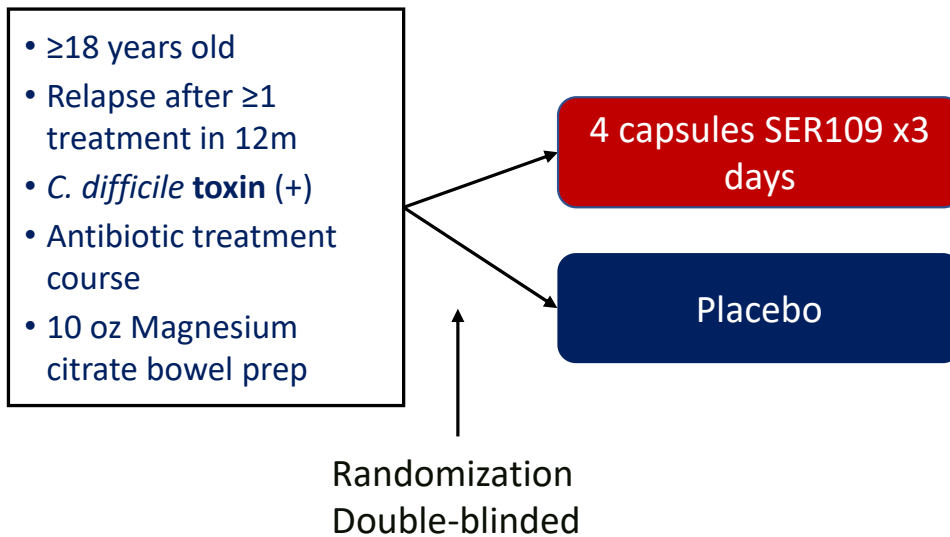 • ≥18 years old
• Relapse after ≥1
treatment in 12m
• C. difficile toxin (+)
• Antibiotic treatment
course
• 10 oz Magnesium
citrate bowel prep
4 capsules SER109 x3
days
Placebo
Randomization
Double-blinded